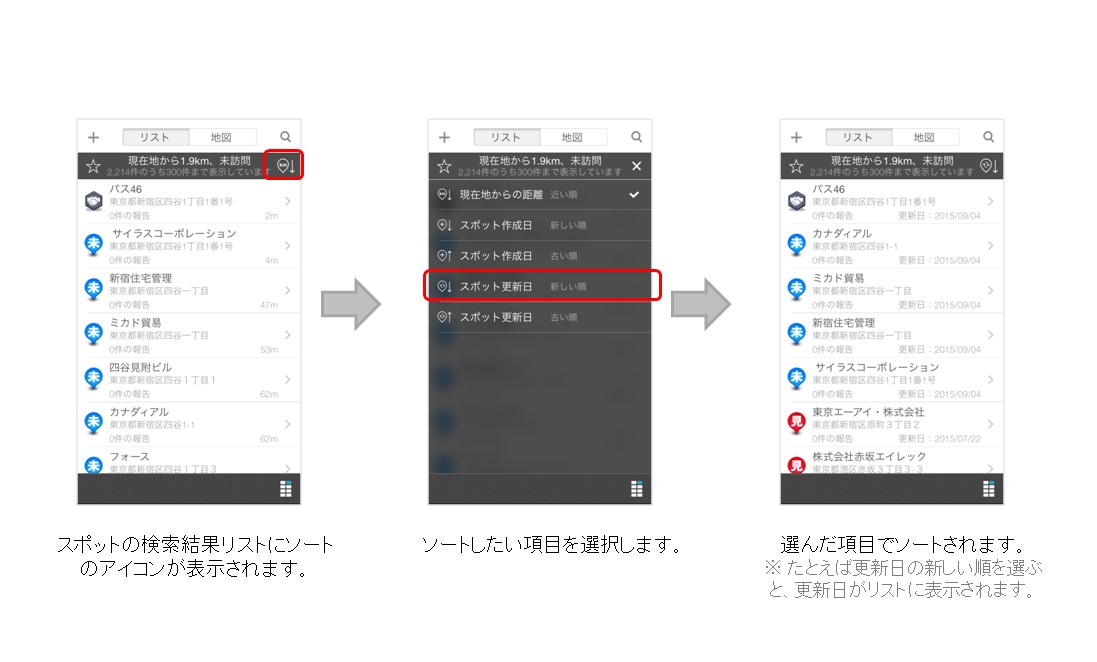 リスト 地図
現在地から1.9km、未訪問
2,214件のうち300件まで表示していま
パス46
東京都新宿区四谷1丁目1番1号
0件の報告 2m
未 サイラスコーポレーション
東京都新宿区四谷1丁目1番1号
0件の報告 4m
未 新宿住宅管理
東京都新宿区四谷一丁目
0件の報告 47m
未 ミカド貿易
東京都新宿区四谷一丁目
0件の報告 53m
未 四谷見附ビル
東京都新宿区四谷1丁目1
0件の報告 62m
未 カナディアル
東京都新宿区四谷1-1
0件の報告 62m
未 フォース
東京都新宿区四谷1丁目3
スポットの検索結果リストにソート
のアイコンが表示されます。
リスト 地図
現在地から1.9km、未訪問
2,214件のうち300件まで表示しています
現在地からの距離 近い順
スポット作成日 新しい順
スポット作成日 古い順
スポット更新日 新しい順
スポット更新日 古い順
ソートしたい項目を選択します。
リスト 地図
現在地から1.9km、未訪問
2,214件のうち300件まで表示しています
パス46
東京都新宿区四谷1丁目1番1号
0件の報告 更新日：2015/09/04
未 カナディアル
東京都新宿区四谷1-1
0件の報告 更新日：2015/09/04
未 ミカド貿易
東京都新宿区四谷一丁目
0件の報告 更新日：2015/09/04
未 新宿住宅管理
東京都新宿区四谷一丁目
0件の報告 更新日：2015/09/04
未 サイラスコーポレーション
東京都新宿区四谷1丁目1番1号
0件の報告 更新日：2015/09/04
見 東京エーアイ・株式会社
東京都新宿区原町３丁目２
0件の報告 更新日：2015/07/22
見 株式会社赤坂エイレック
東京都港区赤坂３丁目３-３
選んだ項目でソートされます。
※ たとえば更新日の新しい順を選ぶ
と、更新日がリストに表示されます。